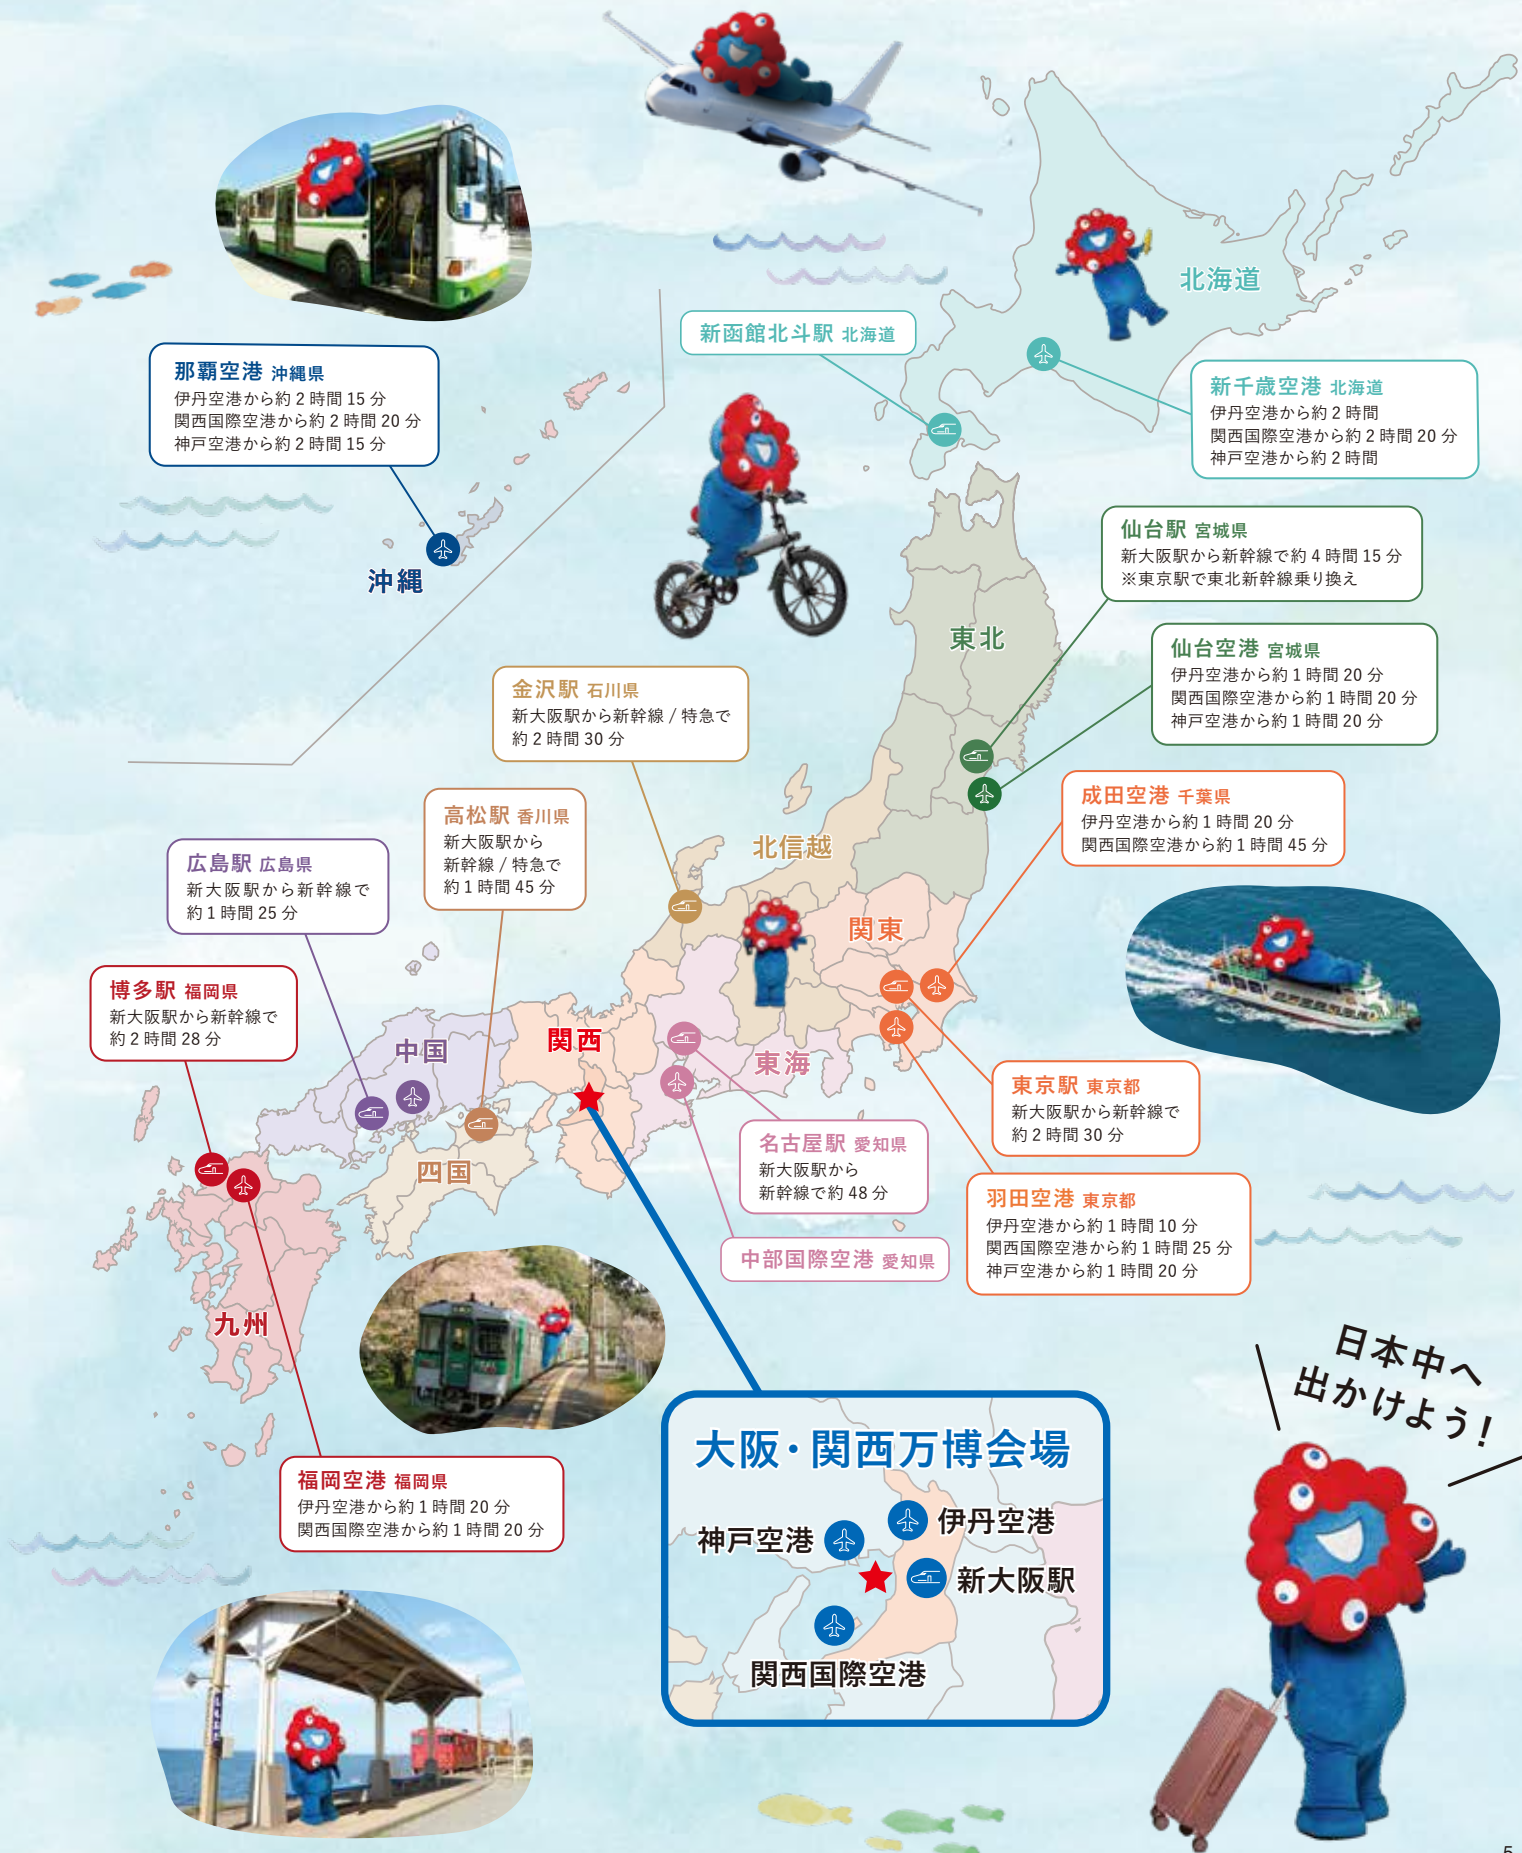 那覇空港 沖縄県
伊丹空港から約 2 時間 15 分
関西国際空港から約 2 時間 20 分
神戸空港から約 2 時間 15 分
沖縄
北海道
新函館北斗駅 北海道
新千歳空港 北海道
伊丹空港から約 2 時間
関西国際空港から約 2 時間 20 分
神戸空港から約 2 時間
仙台駅 宮城県
新大阪駅から新幹線で約 4 時間 15 分
※東京駅で東北新幹線乗り換え
東北
仙台空港 宮城県
伊丹空港から約 1 時間 20 分
関西国際空港から約 1 時間 20 分
神戸空港から約 1 時間 20 分
金沢駅 石川県
新大阪駅から新幹線 / 特急で
約 2 時間 30 分
成田空港 千葉県
伊丹空港から約 1 時間 20 分
関西国際空港から約 1 時間 45 分
高松駅 香川県
新大阪駅から
新幹線 / 特急で
約 1 時間 45 分
北信越
広島駅 広島県
新大阪駅から新幹線で
約 1 時間 25 分
関東
博多駅 福岡県
新大阪駅から新幹線で
約 2 時間 28 分
中国
関西
東海
東京駅 東京都
新大阪駅から新幹線で
約 2 時間 30 分
名古屋駅 愛知県
新大阪駅から
新幹線で約 48 分
四国
羽田空港 東京都
伊丹空港から約 1 時間 10 分
関西国際空港から約 1 時間 25 分
神戸空港から約 1 時間 20 分
中部国際空港 愛知県
九州
福岡空港 福岡県
伊丹空港から約 1 時間 20 分
関西国際空港から約 1 時間 20 分
日本中へ
出かけよう！
大阪・関西万博会場
伊丹空港
神戸空港
新大阪駅
関西国際空港
5